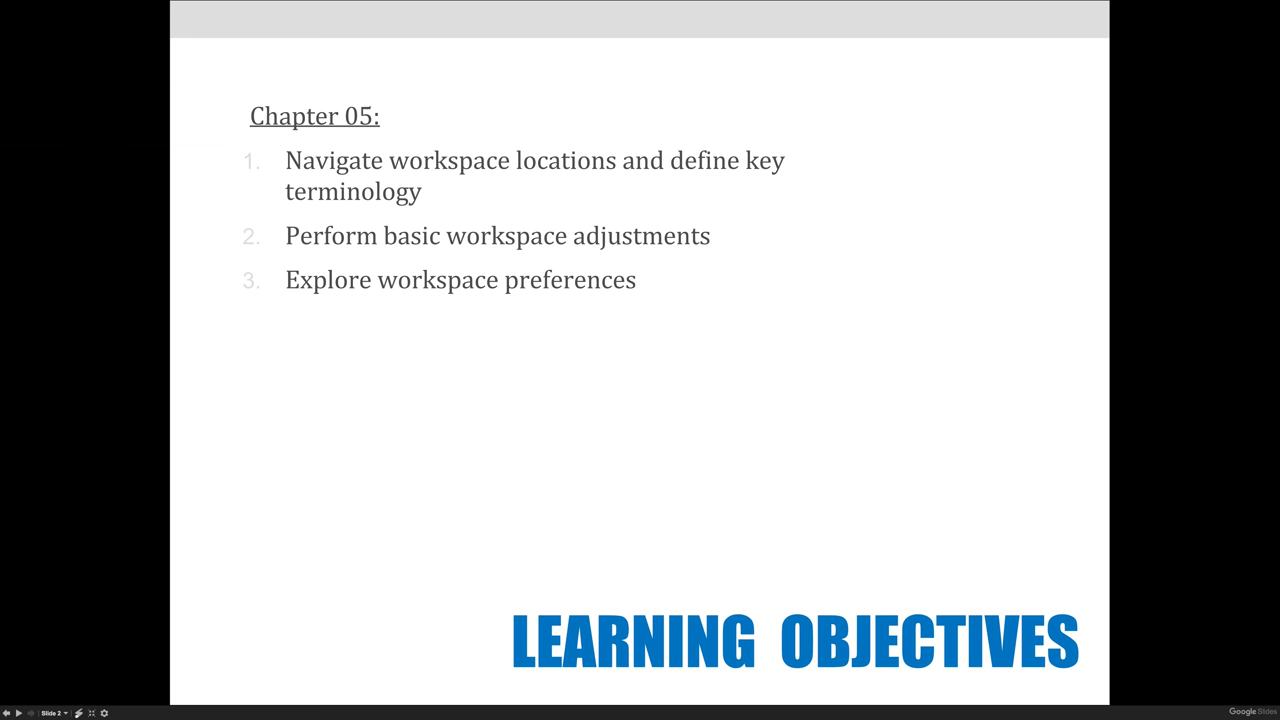 Chapter 05:
1. Navigate workspace locations and define key
terminology
2. Perform basic workspace adjustments
3. Explore workspace preferences
LEARNING OBJECTIVES
Slide 2
Google Slides